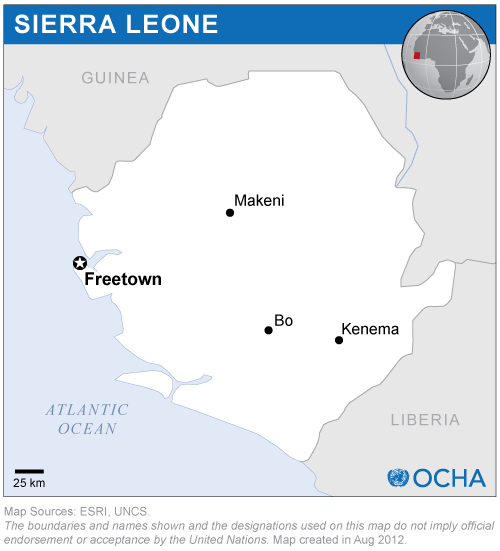 SIERRA LEONE
GUINEA
Makeni
Freetown
Bo
Kenema
ATLANTIC
OCEAN
LIBERIA
25 km
OCHA
Map Sources: ESRI, UNCS.
The boundaries and names shown and the designations used on this map do not imply official
endorsement or acceptance by the United Nations. Map created in Aug 2012.